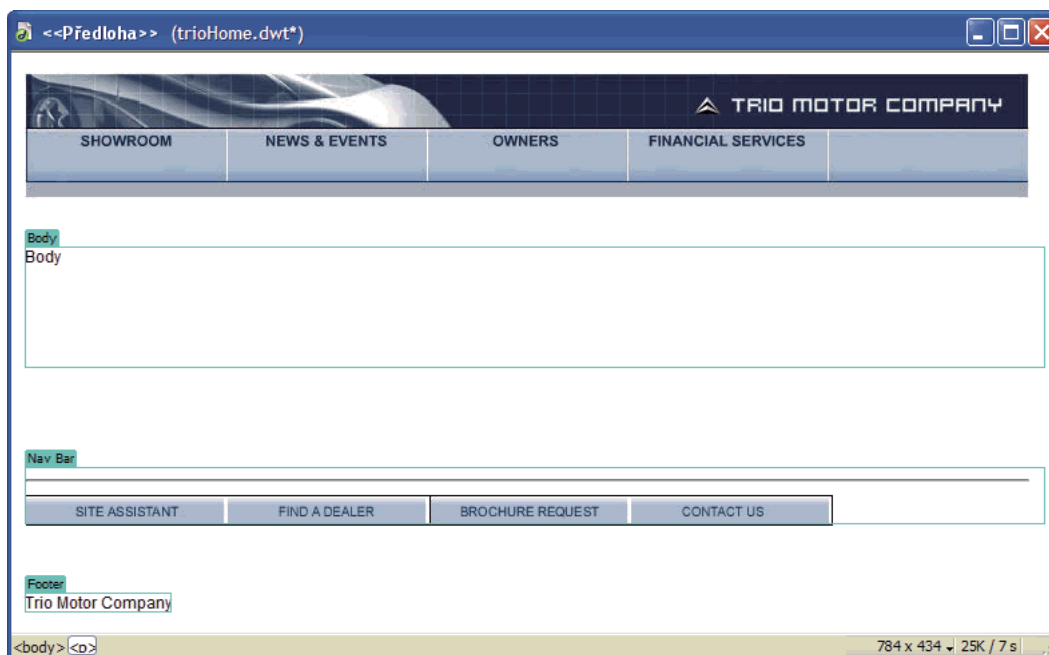 <<Předloha>> (trioHome.dwt*)
TRIO MOTOR COMPANY
SHOWROOM NEWS & EVENTS OWNERS FINANCIAL SERVICES
Body
Body
Nav Bar
SITE ASSISTANT FIND A DEALER BROCHURE REQUEST CONTACT US
Footer
Trio Motor Company
<body> <p> 784 x 434 25K / 7 s